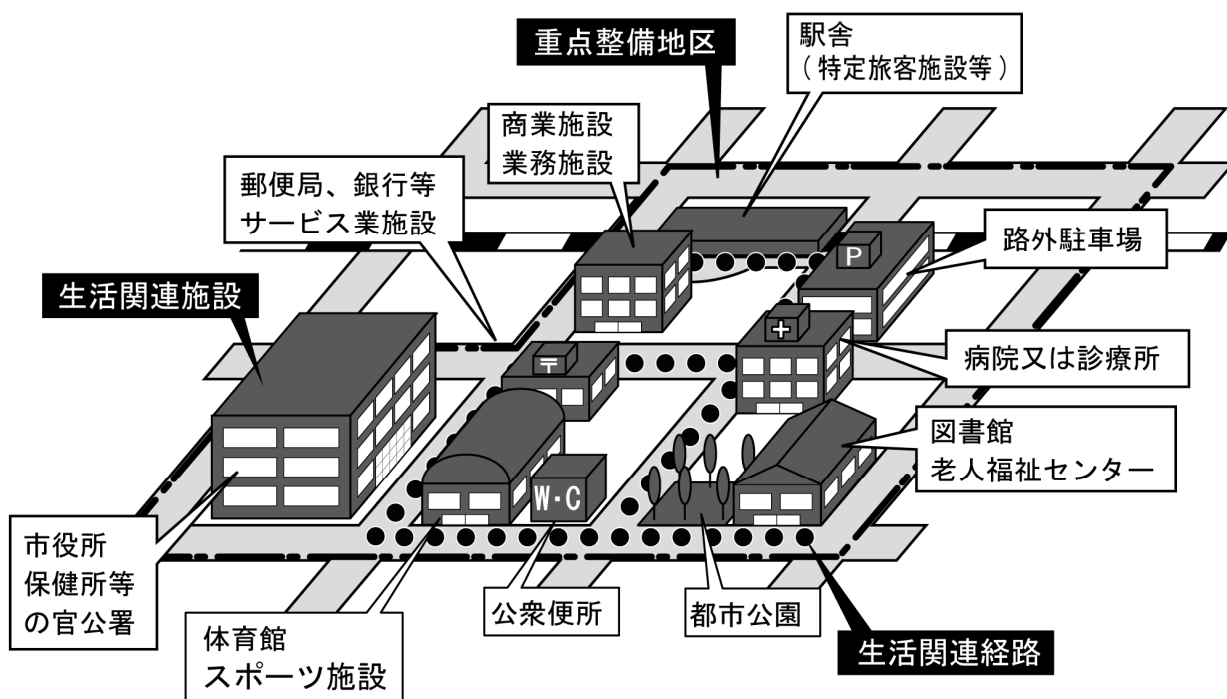 重点整備地区
駅舎
(特定旅客施設等)
商業施設
業務施設
郵便局、銀行等
サービス業施設
路外駐車場
生活関連施設
P
病院又は診療所
〒
図書館
老人福祉センター
W・C
市役所
保健所等
の官公署
体育館
スポーツ施設
公衆便所
都市公園
生活関連経路